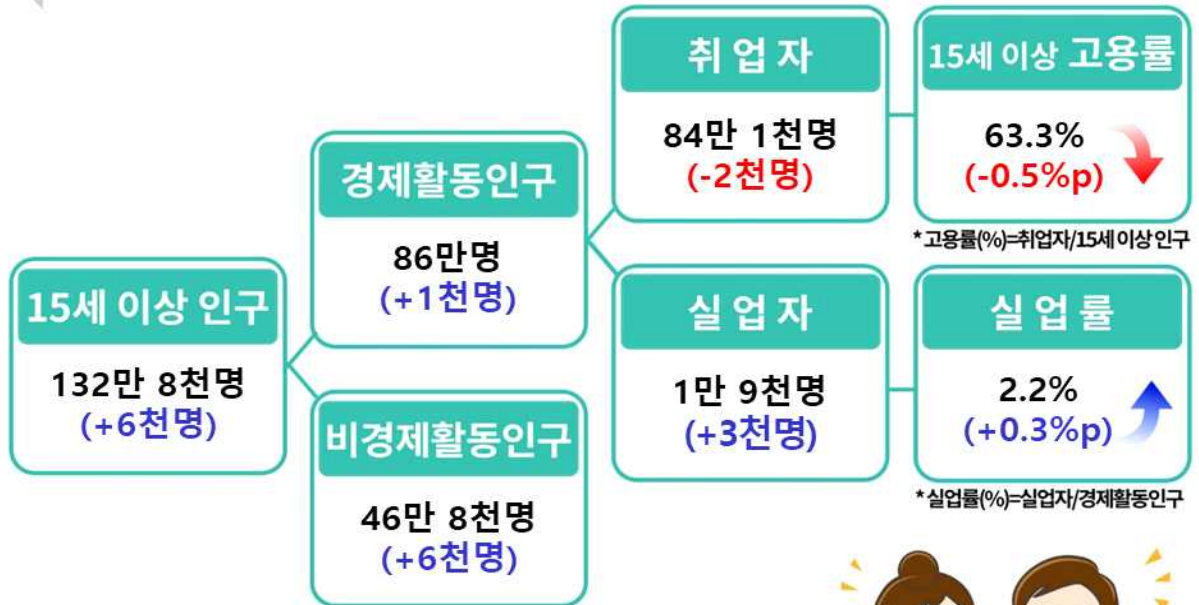 15세 이상 인구
132만 8천명
(+6천명)
경제활동인구
86만명
(+1천명)
비경제활동인구
46만 8천명
(+6천명)
취 업 자
84만 1천명
(-2천명)
15세 이상 고용률
63.3%
(-0.5%p)
* 고용률(%)=취업자/15세 이상 인구
실 업 자
1만 9천명
(+3천명)
실 업 률
2.2%
(+0.3%p)
* 실업률(%)=실업자/경제활동인구